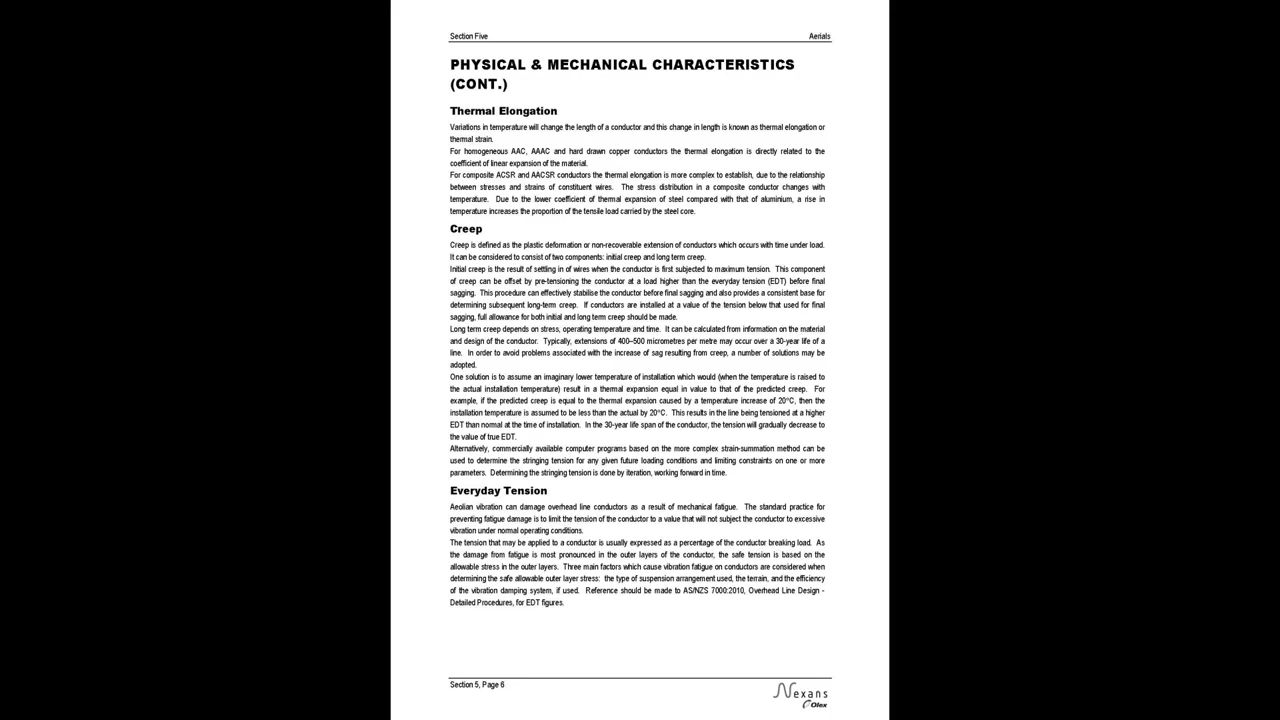 Section Five Aerials
PHYSICAL & MECHANICAL CHARACTERISTICS
(CONT.)
Thermal Elongation
Variations in temperature will change the length of a conductor and this change in length is known as thermal elongation or
thermal strain.
For homogeneous AAC, AAAC and hard drawn copper conductors the thermal elongation is directly related to the
coefficient of linear expansion of the material.
For composite ACSR and AACSR conductors the thermal elongation is more complex to establish, due to the relationship
between stresses and strains of constituent wires. The stress distribution in a composite conductor changes with
temperature. Due to the lower coefficient of thermal expansion of steel compared with that of aluminium, a rise in
temperature increases the proportion of the tensile load carried by the steel core.
Creep
Creep is defined as the plastic deformation or non-recoverable extension of conductors which occurs with time under load.
It can be considered to consist of two components: initial creep and long term creep.
Initial creep is the result of settling in of wires when the conductor is first subjected to maximum tension. This component
of creep can be offset by pre-tensioning the conductor at a load higher than the everyday tension (EDT) before final
sagging. This procedure can effectively stabilise the conductor before final sagging and also provides a consistent base for
determining subsequent long-term creep. If conductors are installed at a value of the tension below that used for final
sagging, full allowance for both initial and long term creep should be made.
Long term creep depends on stress, operating temperature and time. It can be calculated from information on the material
and design of the conductor. Typically, extensions of 400–500 micrometres per metre may occur over a 30-year life of a
line. In order to avoid problems associated with the increase of sag resulting from creep, a number of solutions may be
adopted.
One solution is to assume an imaginary lower temperature of installation which would (when the temperature is raised to
the actual installation temperature) result in a thermal expansion equal in value to that of the predicted creep. For
example, if the predicted creep is equal to the thermal expansion caused by a temperature increase of 20°C, then the
installation temperature is assumed to be less than the actual by 20°C. This results in the line being tensioned at a higher
EDT than normal at the time of installation. In the 30-year life span of the conductor, the tension will gradually decrease to
the value of true EDT.
Alternatively, commercially available computer programs based on the more complex strain-summation method can be
used to determine the stringing tension for any given future loading conditions and limiting constraints on one or more
parameters. Determining the stringing tension is done by iteration, working forward in time.
Everyday Tension
Aeolian vibration can damage overhead line conductors as a result of mechanical fatigue. The standard practice for
preventing fatigue damage is to limit the tension of the conductor to a value that will not subject the conductor to excessive
vibration under normal operating conditions.
The tension that may be applied to a conductor is usually expressed as a percentage of the conductor breaking load. As
the damage from fatigue is most pronounced in the outer layers of the conductor, the safe tension is based on the
allowable stress in the outer layers. Three main factors which cause vibration fatigue on conductors are considered when
determining the safe allowable outer layer stress: the type of suspension arrangement used, the terrain, and the efficiency
of the vibration damping system, if used. Reference should be made to AS/NZS 7000:2010, Overhead Line Design -
Detailed Procedures, for EDT figures.
Section 5, Page 6
Nexans
Olex